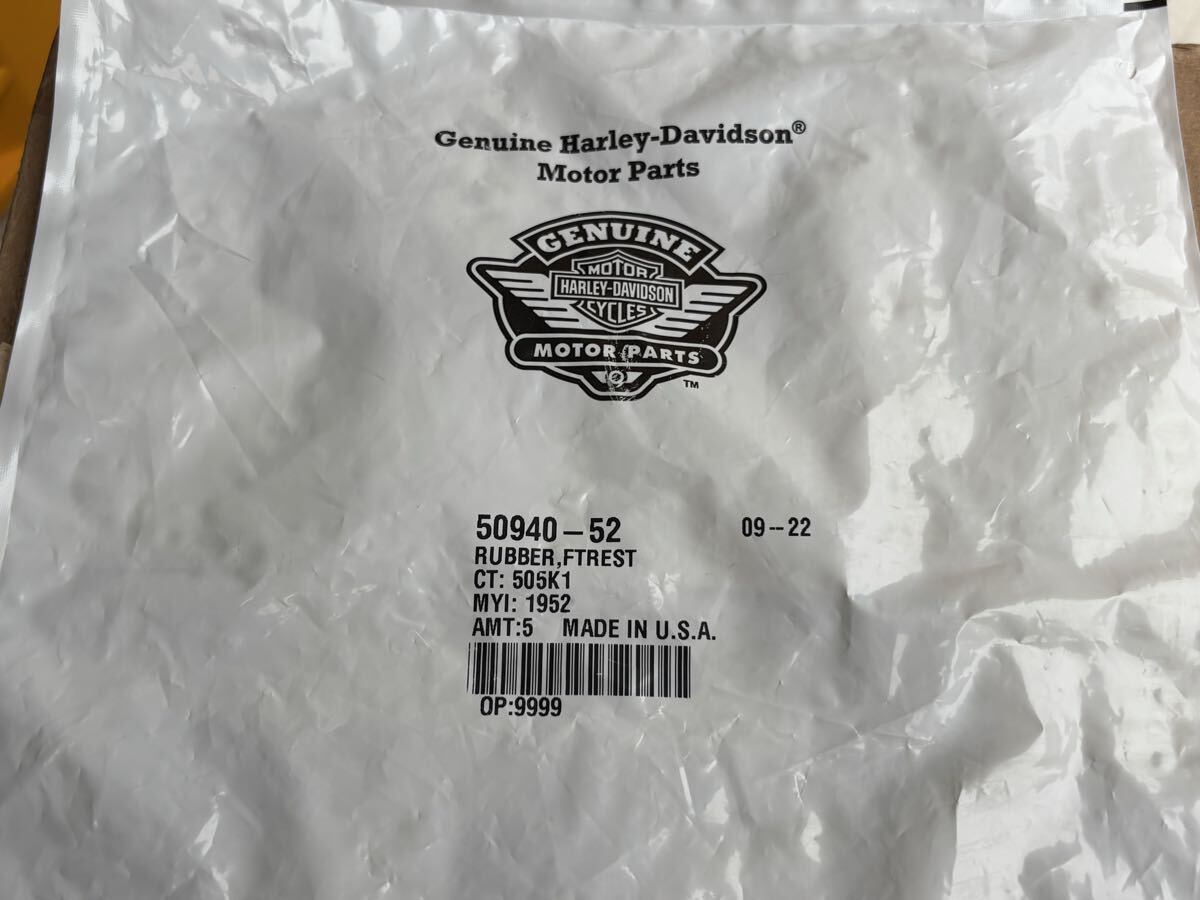 Genuine Harley-Davidson®
Motor Parts
GENUINE
MOTOR
HARLEY-DAVIDSON
CYCLES
MOTOR PARTS
™
50940-52 09--22
RUBBER,FTREST
CT: 505K1
MYI: 1952
AMT:5 MADE IN U.S.A.
OP:9999